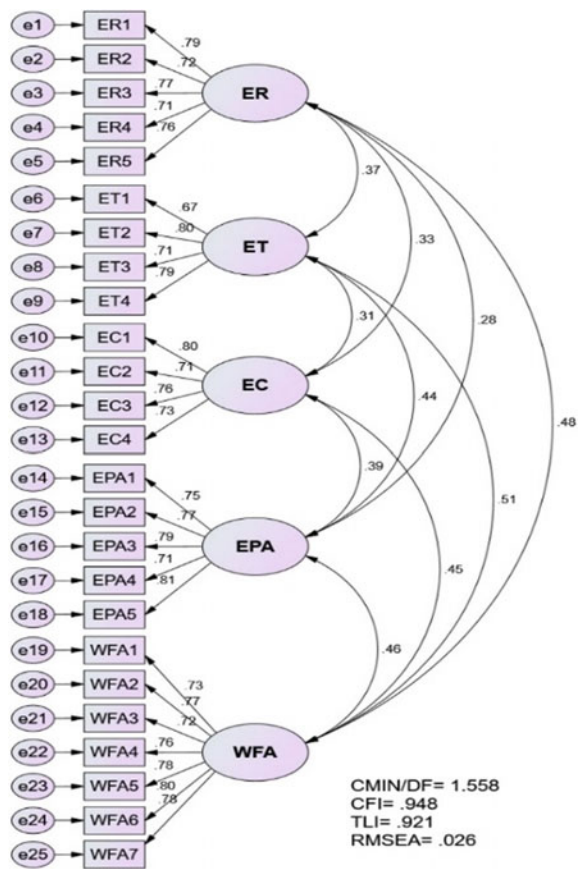 e1 ER1
.79
e2 ER2
.72
e3 ER3
.77
ER
e4 ER4
.71
e5 ER5
.76
.37
e6 ET1
.67
e7 ET2
.80
ET
.33
e8 ET3
.71
e9 ET4
.79
.31
.28
e10 EC1
.80
e11 EC2
.71
EC
.44
e12 EC3
.76
e13 EC4
.73
.48
.39
e14 EPA1
.75
.51
e15 EPA2
.77
e16 EPA3
.79
EPA
e17 EPA4
.71
.45
e18 EPA5
.81
e19 WFA1
.46
e20 WFA2
.73
e21 WFA3
.77
.72
e22 WFA4
.76
WFA
e23 WFA5
.78
e24 WFA6
.80
.78
e25 WFA7
CMIN/DF= 1.558
CFI= .948
TLI= .921
RMSEA= .026